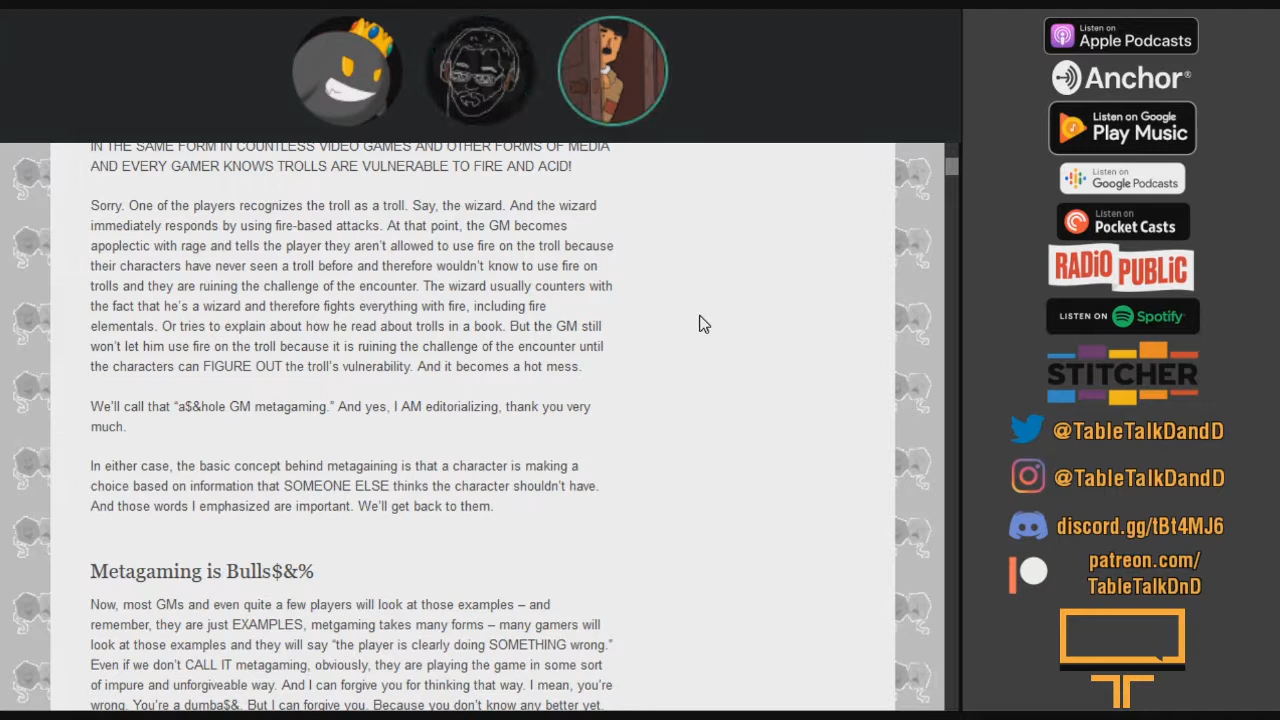 IN THE SAME FORM IN COUNTLESS VIDEO GAMES AND OTHER FORMS OF MEDIA
AND EVERY GAMER KNOWS TROLLS ARE VULNERABLE TO FIRE AND ACID!
Sorry. One of the players recognizes the troll as a troll. Say, the wizard. And the wizard
immediately responds by using fire-based attacks. At that point, the GM becomes
apoplectic with rage and tells the player they aren't allowed to use fire on the troll because
their characters have never seen a troll before and therefore wouldn't know to use fire on
trolls and they are ruining the challenge of the encounter. The wizard usually counters with
the fact that he's a wizard and therefore fights everything with fire, including fire
elementals. Or tries to explain about how he read about trolls in a book. But the GM still
won't let him use fire on the troll because it is ruining the challenge of the encounter until
the characters can FIGURE OUT the troll's vulnerability. And it becomes a hot mess.
We'll call that “a$&hole GM metagaming.” And yes, I AM editorializing, thank you very
much.
In either case, the basic concept behind metagaining is that a character is making a
choice based on information that SOMEONE ELSE thinks the character shouldn't have.
And those words I emphasized are important. We'll get back to them.
Metagaming is Bulls$&%
Now, most GMs and even quite a few players will look at those examples – and
remember, they are just EXAMPLES, metgaming takes many forms – many gamers will
look at those examples and they will say “the player is clearly doing SOMETHING wrong.”
Even if we don't CALL IT metagaming, obviously, they are playing the game in some sort
of impure and unforgiveable way. And I can forgive you for thinking that way. I mean, you're
wrong. You're a dumba$&. But I can forgive you. Because you don't know any better yet.
Listen on
Apple Podcasts
Anchor®
Listen on Google
Play Music
Listen on
Google Podcasts
Listen on
Pocket Casts
RADiO PUBLiC
LISTEN ON Spotify®
STITCHER
@TableTalkDandD
@TableTalkDandD
discord.gg/tBt4MJ6
patreon.com/
TableTalkDnD